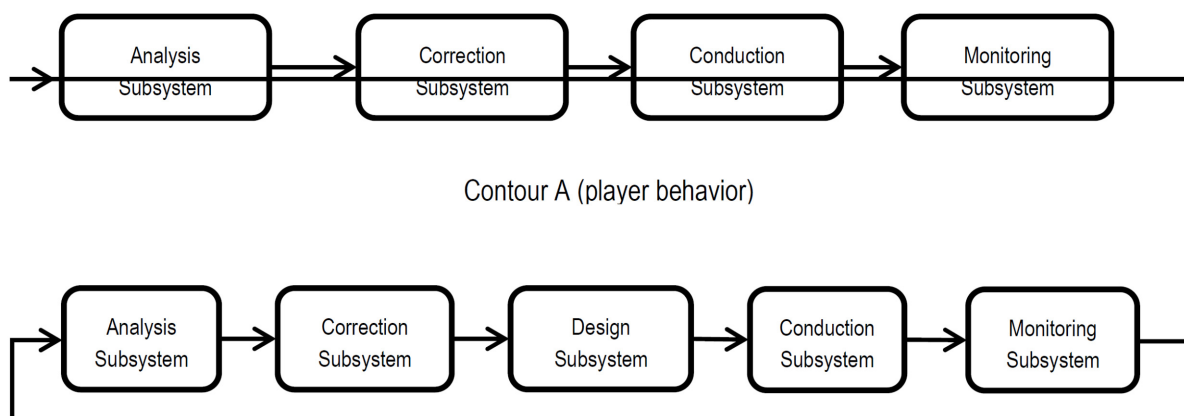 Analysis
Subsystem
Correction
Subsystem
Conduction
Subsystem
Monitoring
Subsystem
Contour A (player behavior)
Analysis
Subsystem
Correction
Subsystem
Design
Subsystem
Conduction
Subsystem
Monitoring
Subsystem